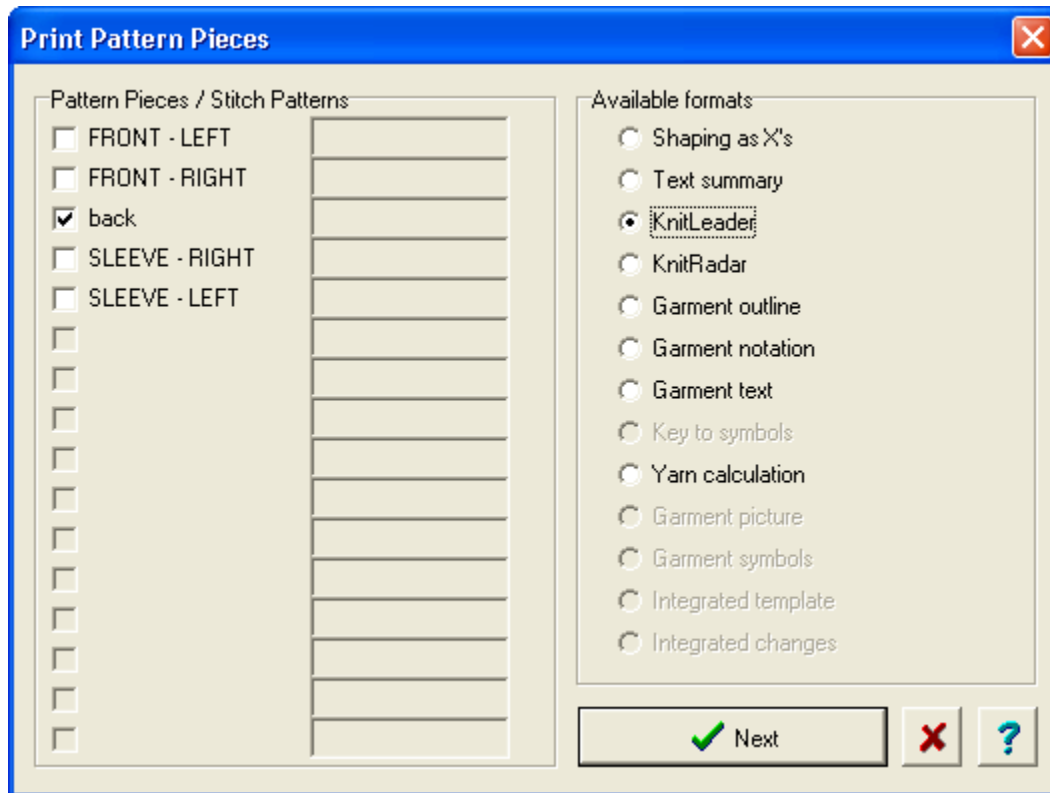 Print Pattern Pieces
Pattern Pieces / Stitch Patterns
FRONT - LEFT
FRONT - RIGHT
back
SLEEVE - RIGHT
SLEEVE - LEFT
Available formats
Shaping as X's
Text summary
KnitLeader
KnitRadar
Garment outline
Garment notation
Garment text
Key to symbols
Yarn calculation
Garment picture
Garment symbols
Integrated template
Integrated changes
Next
?